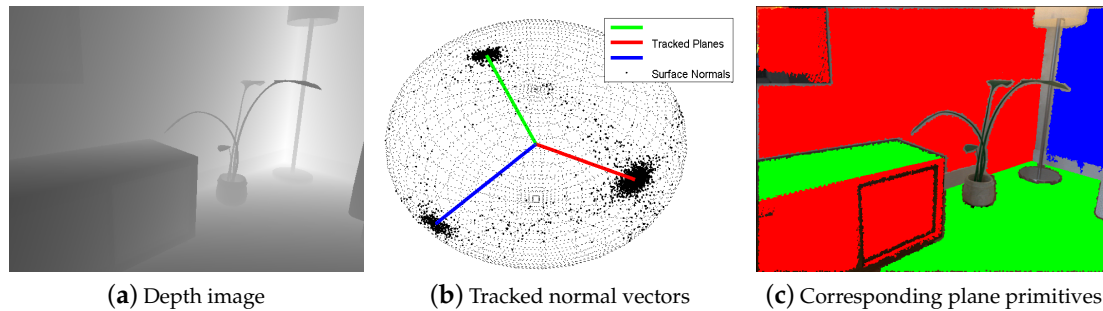 Tracked Planes
Surface Normals
(a) Depth image
(b) Tracked normal vectors
(c) Corresponding plane primitives